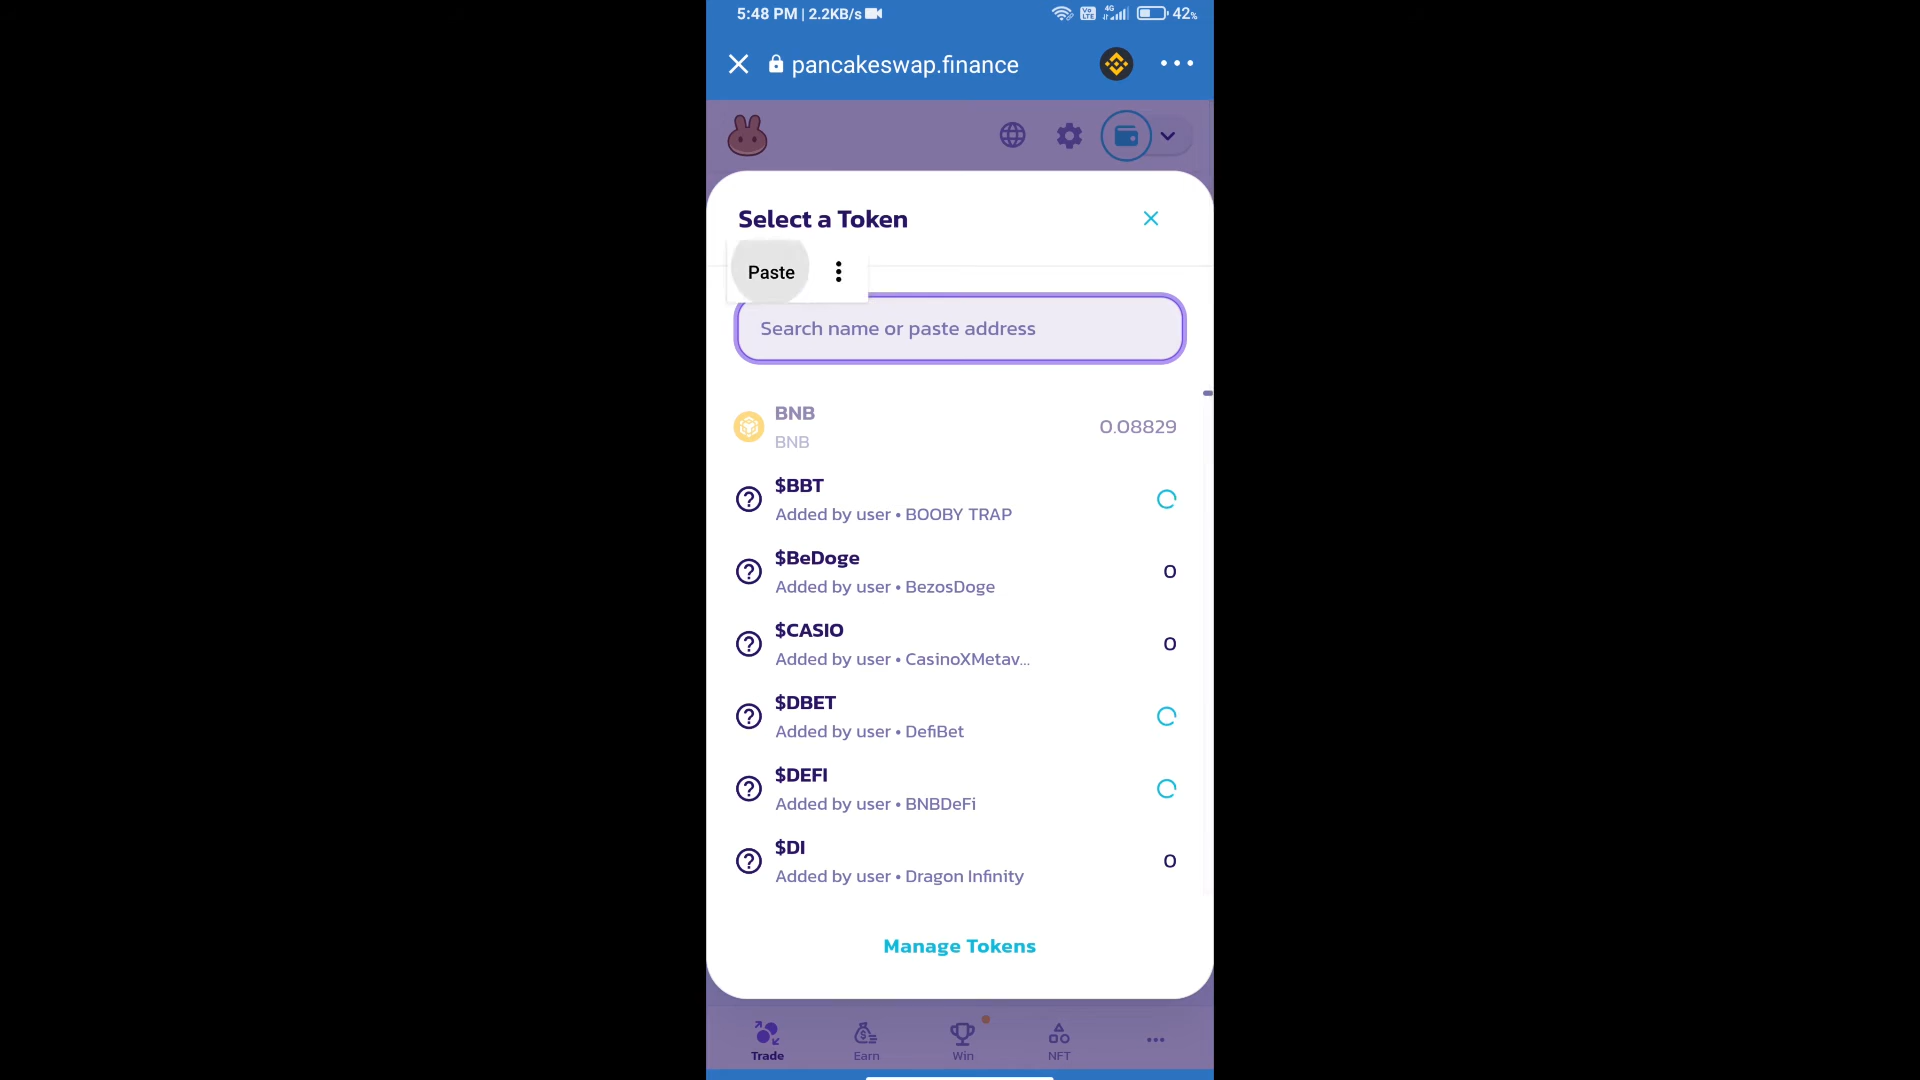 5:48 PM | 2.2KB/s 4G Vo LTE 42%
pancakeswap.finance
Select a Token
Paste
Search name or paste address
BNB
BNB
0.08829
$BBT
Added by user • BOOBY TRAP
$BeDoge
Added by user • BezosDoge
0
$CASIO
Added by user • CasinoXMetav...
0
$DBET
Added by user • DefiBet
$DEFI
Added by user • BNBDeFi
$DI
Added by user • Dragon Infinity
0
Manage Tokens
Trade Earn Win NFT